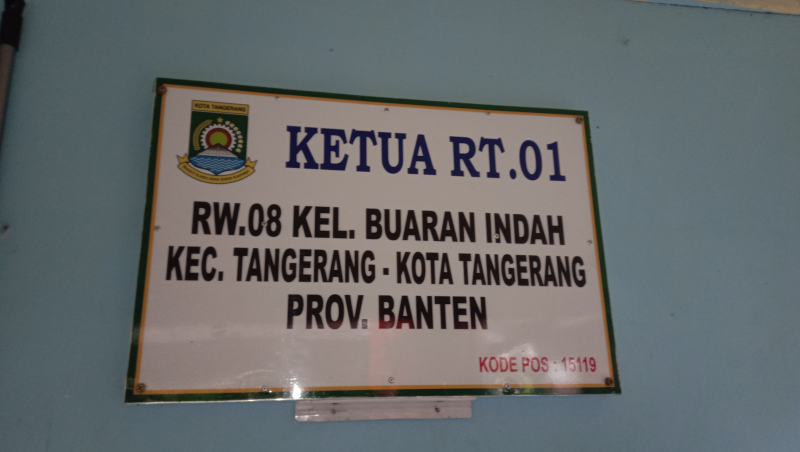 KOTA TANGERANG
KETUA RT.01
RW.08 KEL. BUARAN INDAH
KEC. TANGERANG - KOTA TANGERANG
PROV. BANTEN
KODE POS : 15119